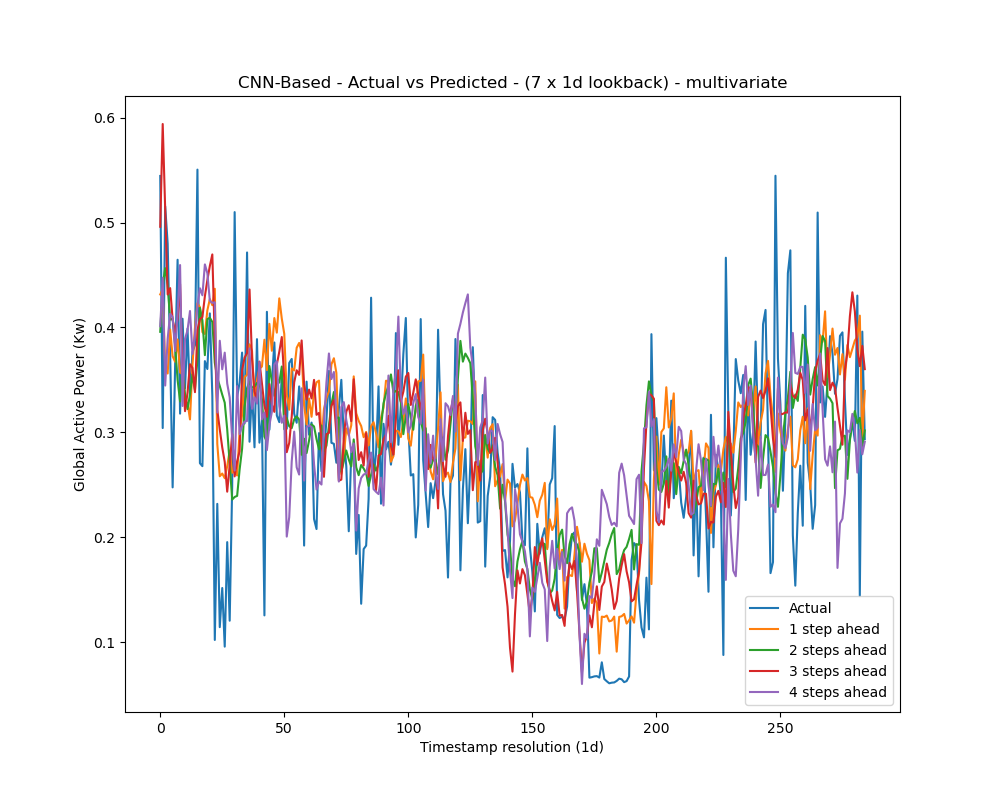 CNN-Based - Actual vs Predicted - (7 x 1d lookback) - multivariate
Global Active Power (Kw)
0.6
0.5
0.4
0.3
0.2
0.1
0 50 100 150 200 250
Timestamp resolution (1d)
Actual
1 step ahead
2 steps ahead
3 steps ahead
4 steps ahead